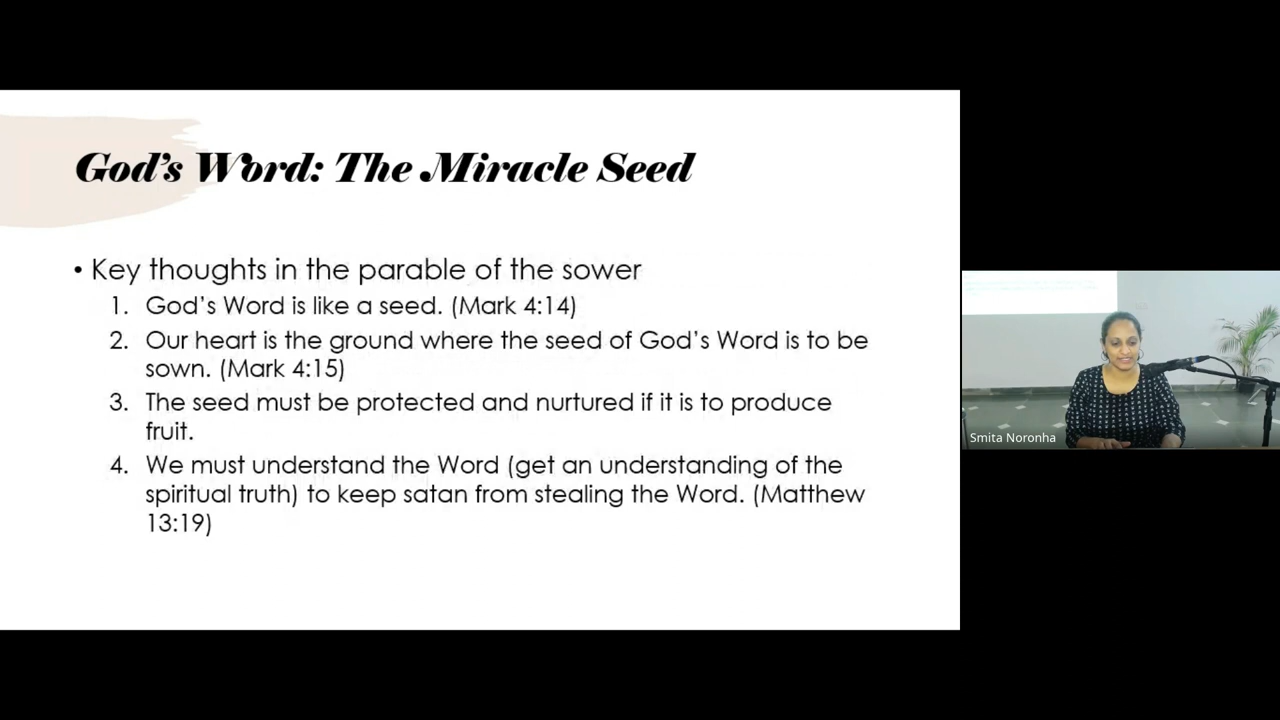 God's Word: The Miracle Seed
• Key thoughts in the parable of the sower
1. God's Word is like a seed. (Mark 4:14)
2. Our heart is the ground where the seed of God's Word is to be
sown. (Mark 4:15)
3. The seed must be protected and nurtured if it is to produce
fruit.
4. We must understand the Word (get an understanding of the
spiritual truth) to keep satan from stealing the Word. (Matthew
13:19)
Smita Noronha